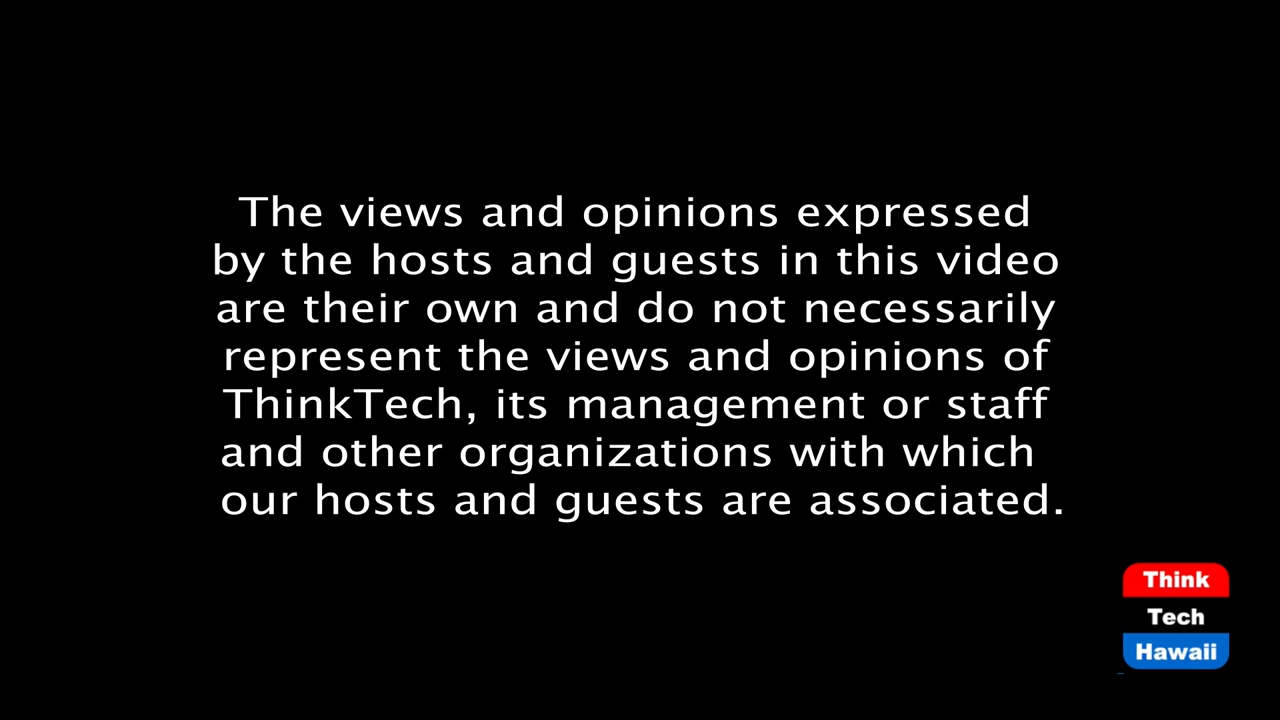 The views and opinions expressed
by the hosts and guests in this video
are their own and do not necessarily
represent the views and opinions of
ThinkTech, its management or staff
and other organizations with which
our hosts and guests are associated.
Think
Tech
Hawaii